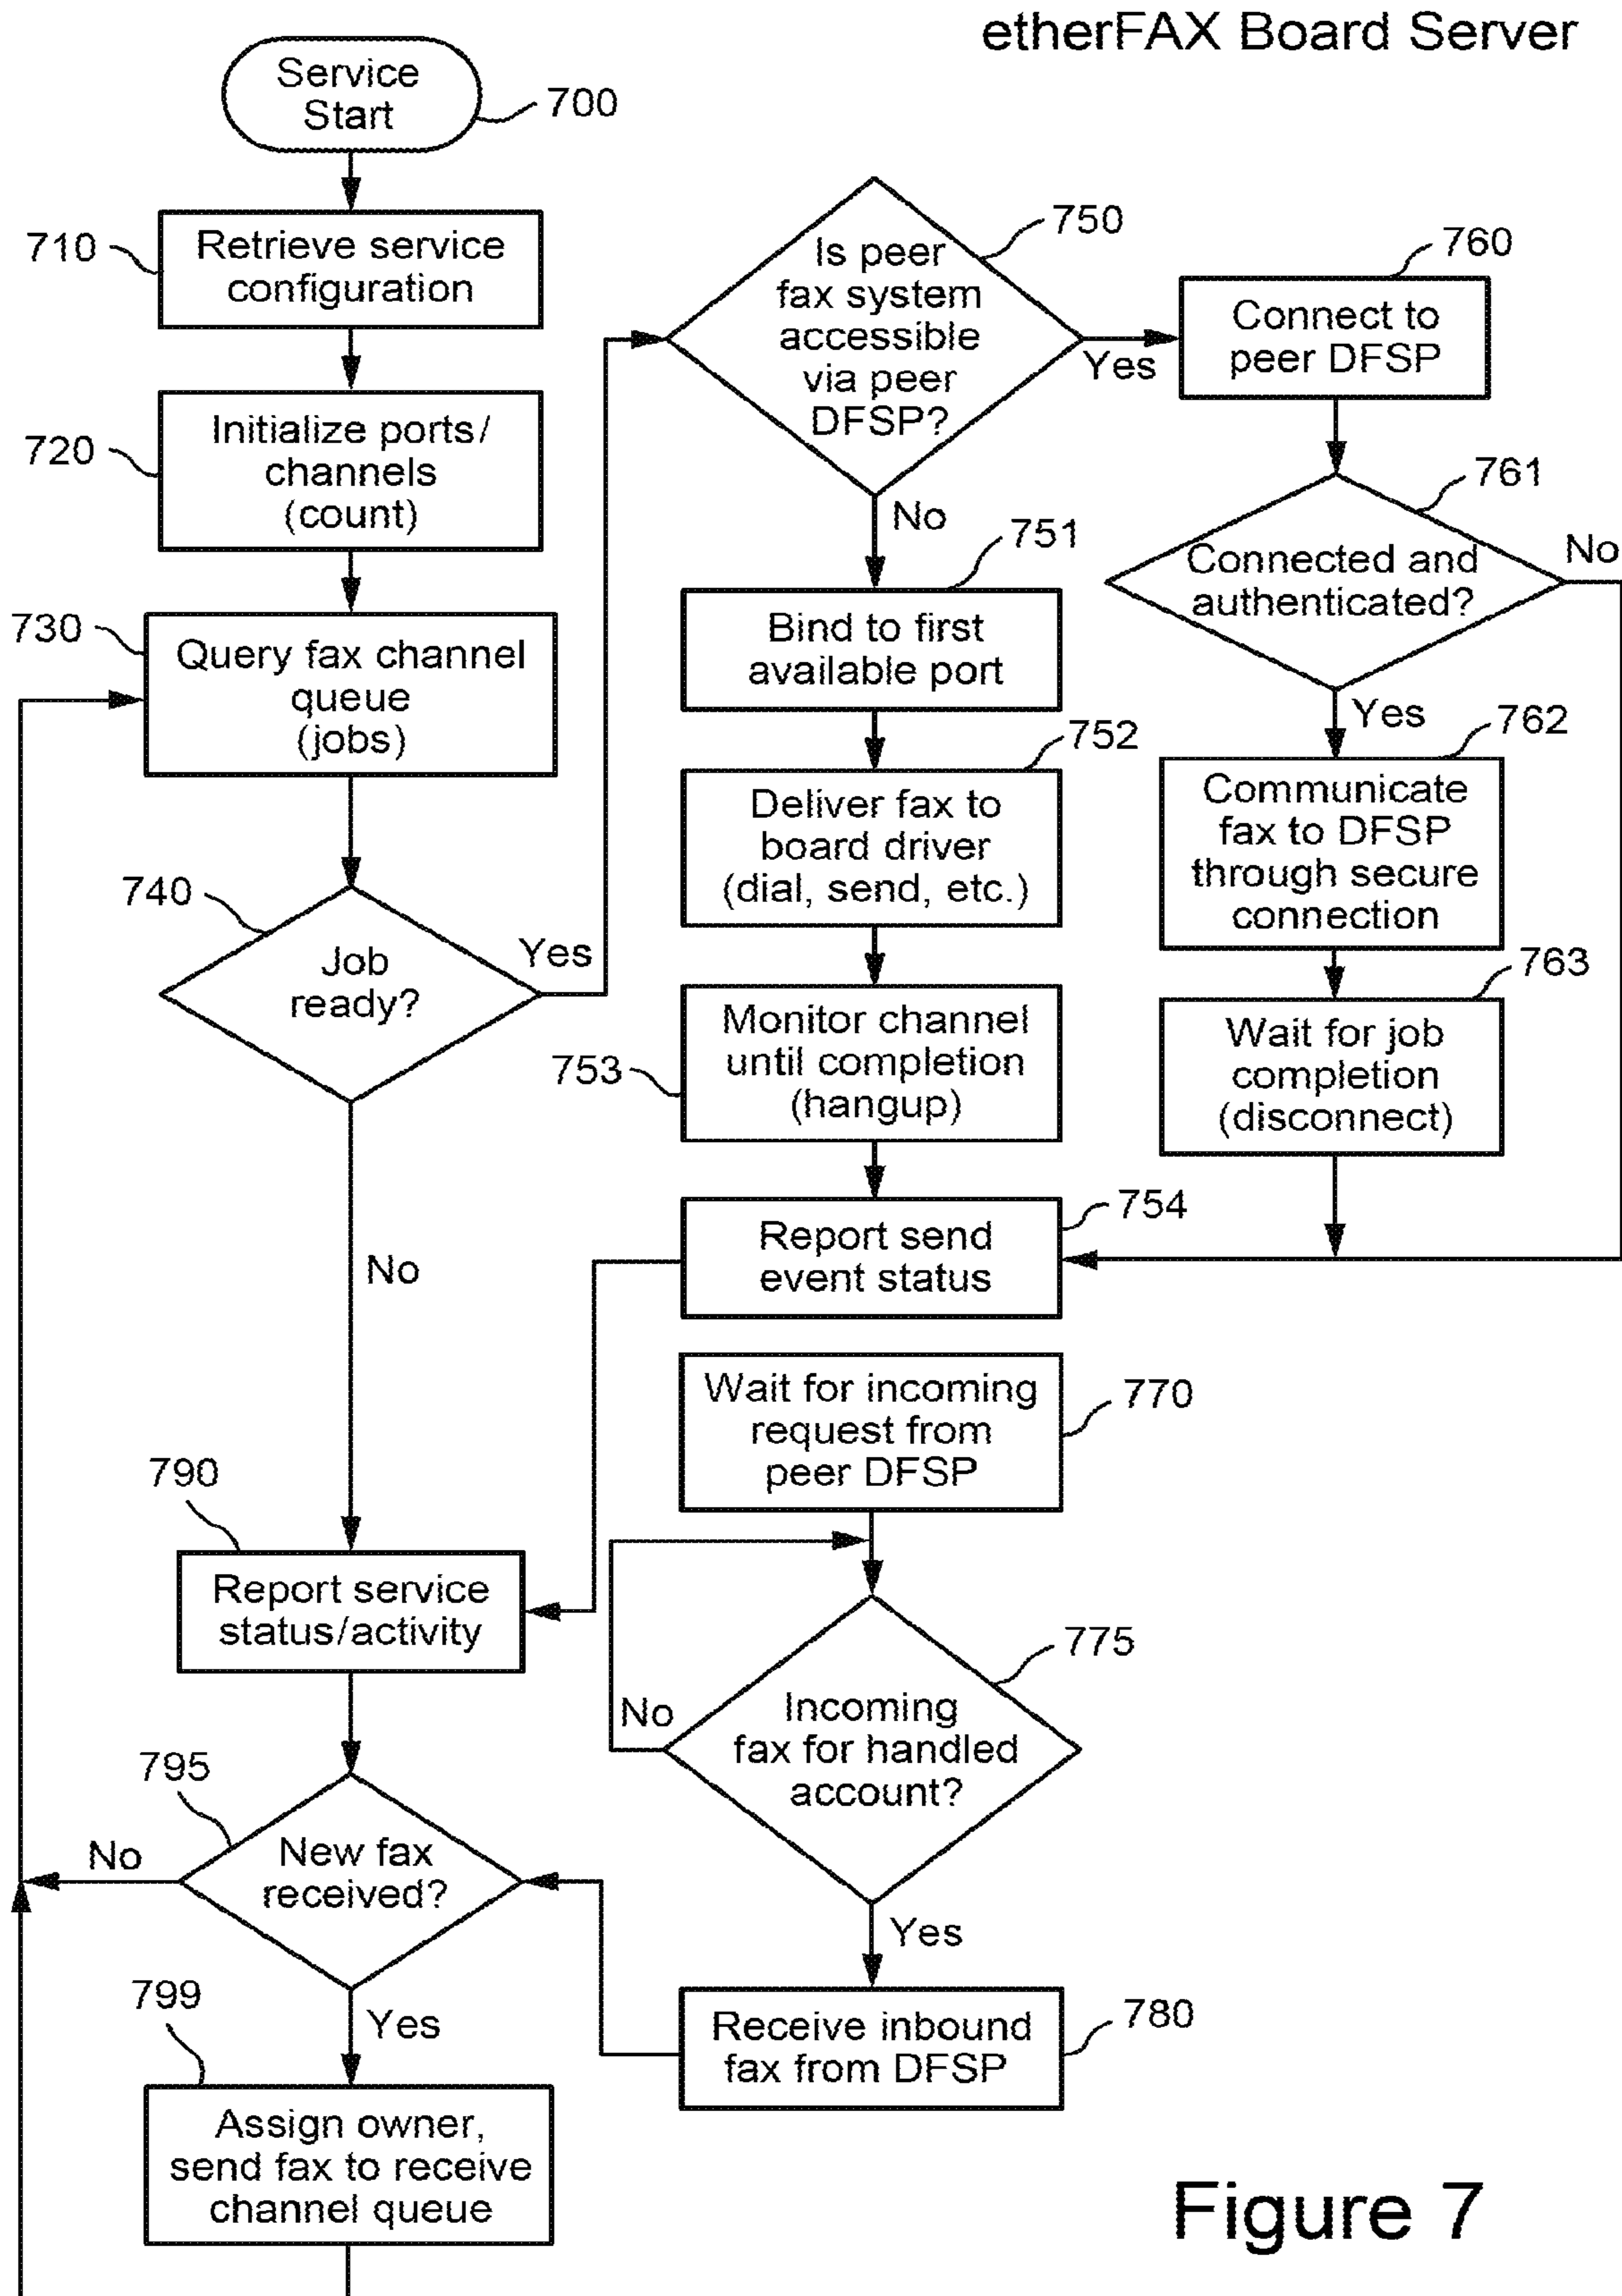 etherFAX Board Server
Service
Start
700
710
Retrieve service
configuration
720
Initialize ports/
channels
(count)
730
Query fax channel
queue
(jobs)
740
Job
ready?
Yes
No
750
Is peer
fax system
accessible
via peer
DFSP?
Yes
No
760
Connect to
peer DFSP
761
Connected and
authenticated?
No
Yes
751
Bind to first
available port
752
Deliver fax to
board driver
(dial, send, etc.)
762
Communicate
fax to DFSP
through secure
connection
753
Monitor channel
until completion
(hangup)
763
Wait for job
completion
(disconnect)
754
Report send
event status
770
Wait for incoming
request from
peer DFSP
790
Report service
status/activity
775
Incoming
fax for handled
account?
No
Yes
795
New fax
received?
No
Yes
780
Receive inbound
fax from DFSP
799
Assign owner,
send fax to receive
channel queue
Figure 7